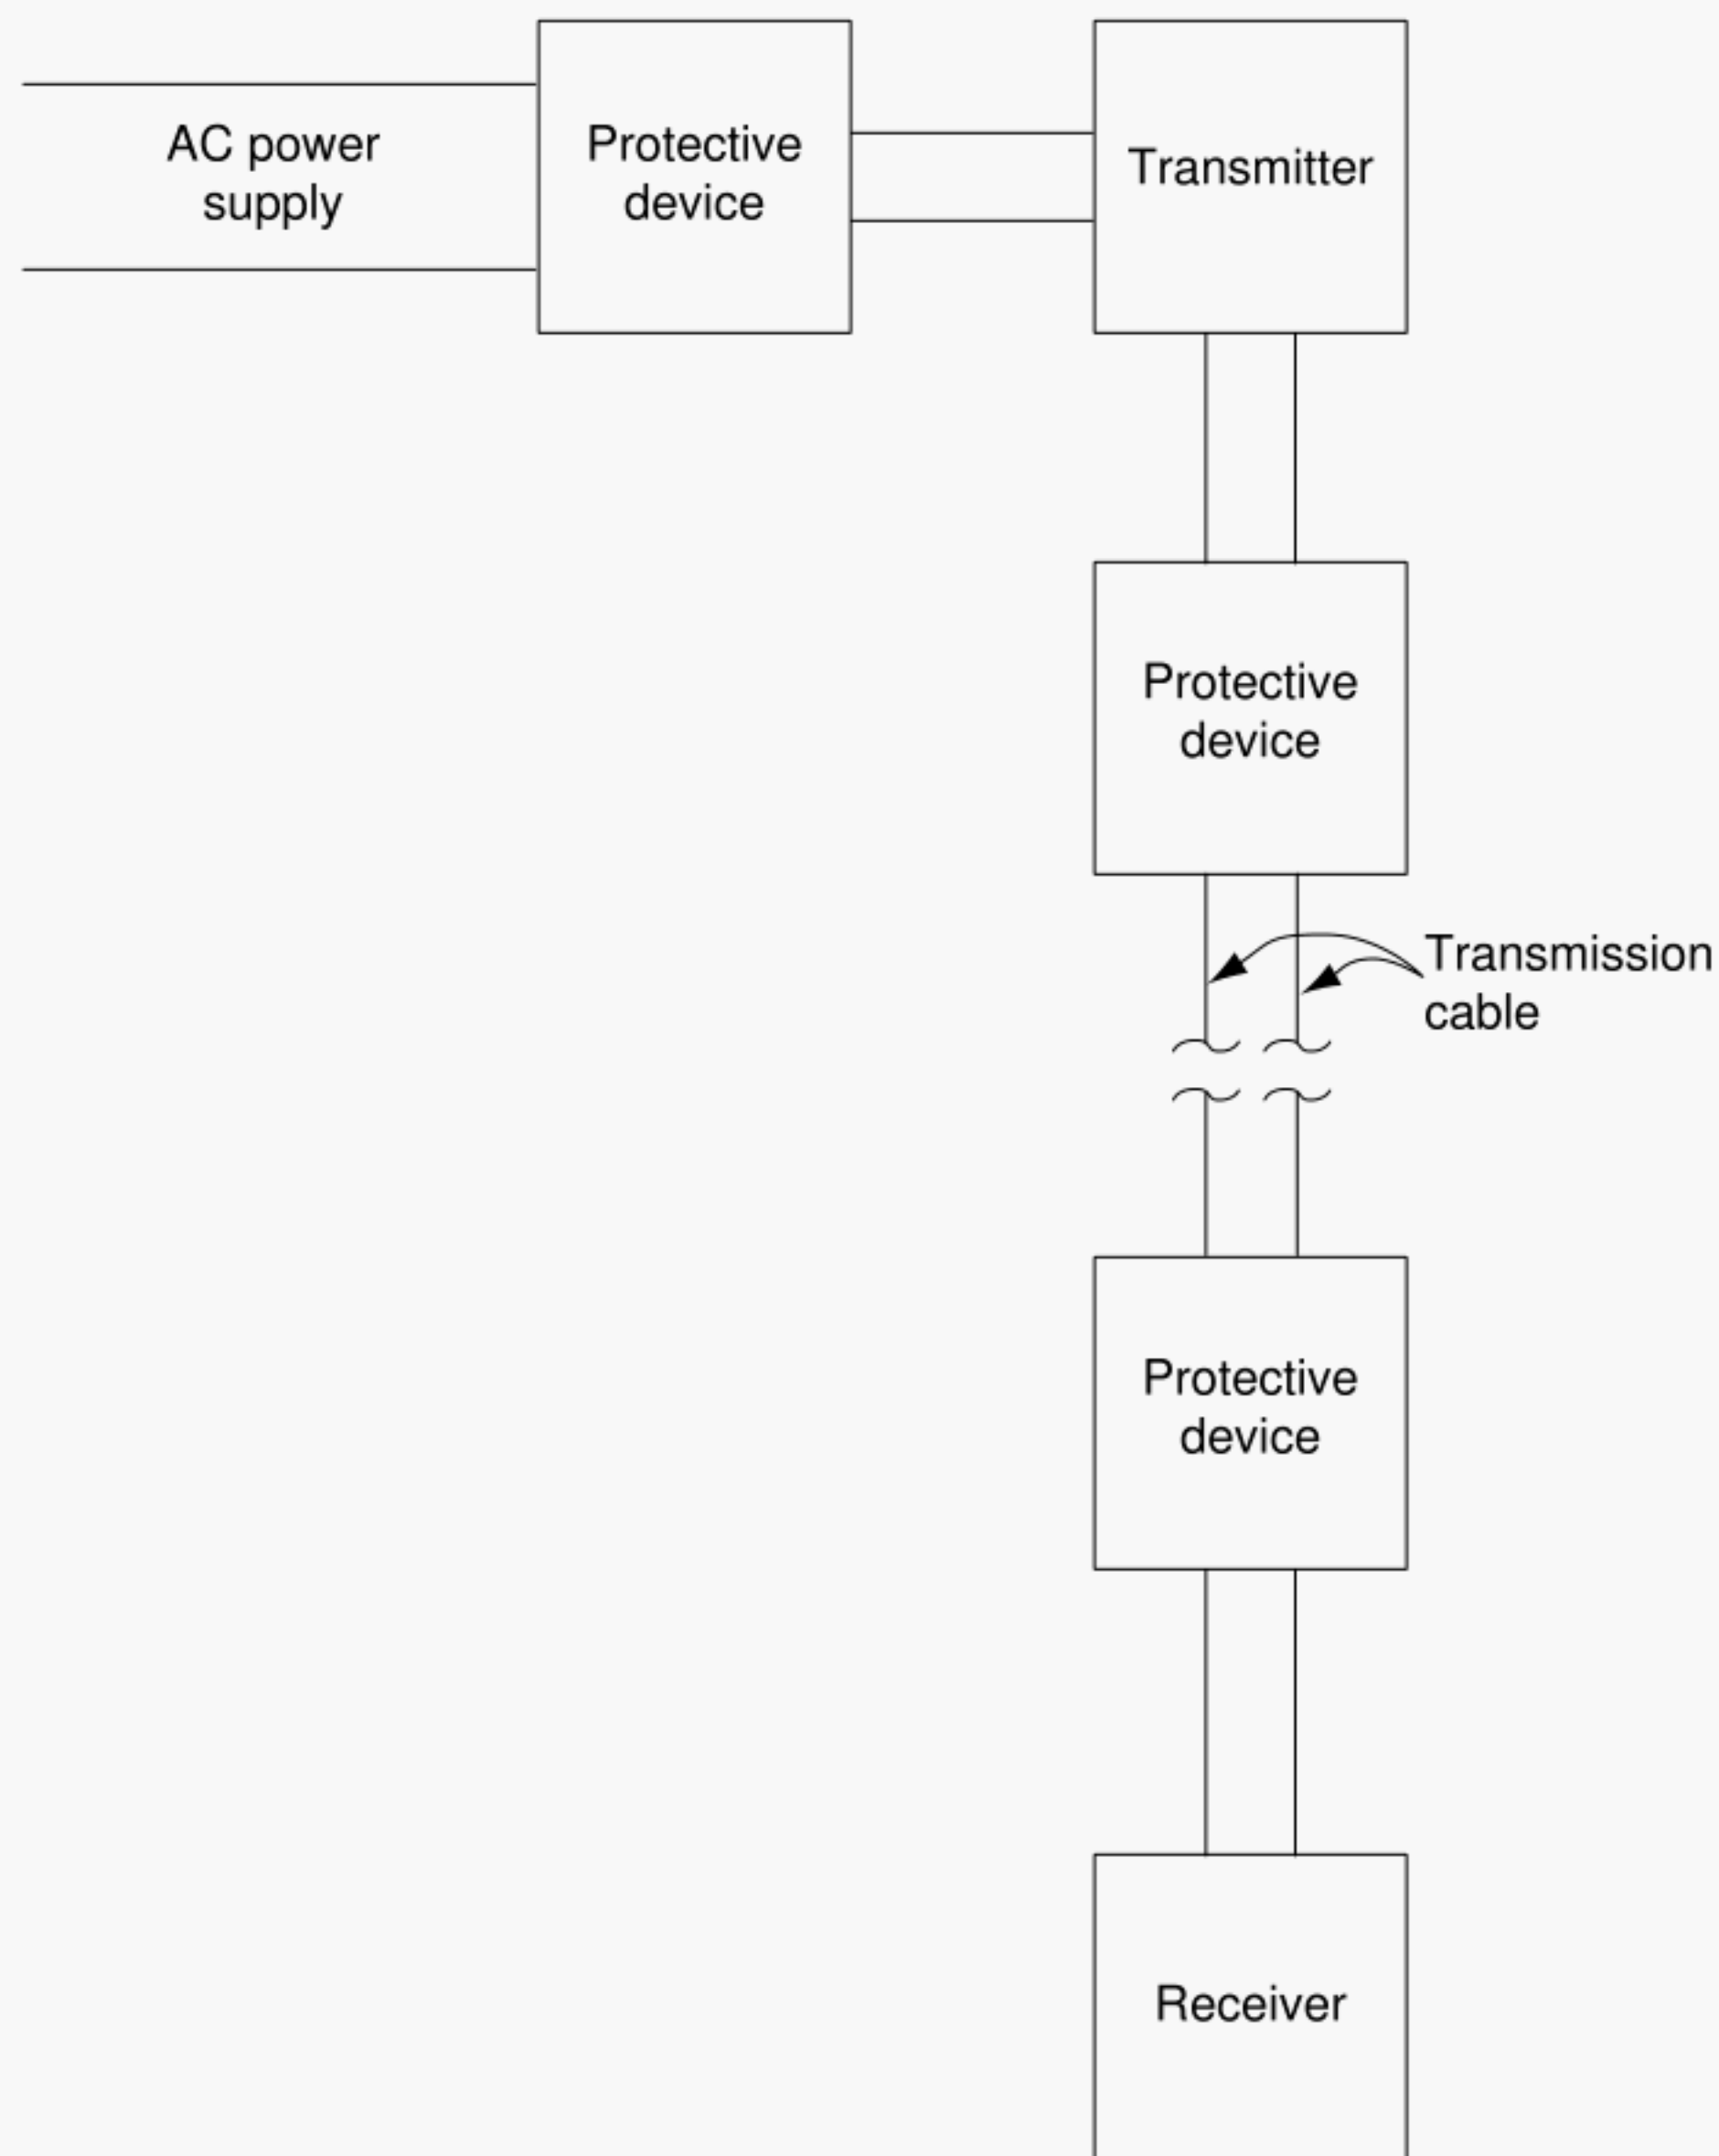 AC power
supply
Protective
device
Transmitter
Protective
device
Transmission
cable
Protective
device
Receiver